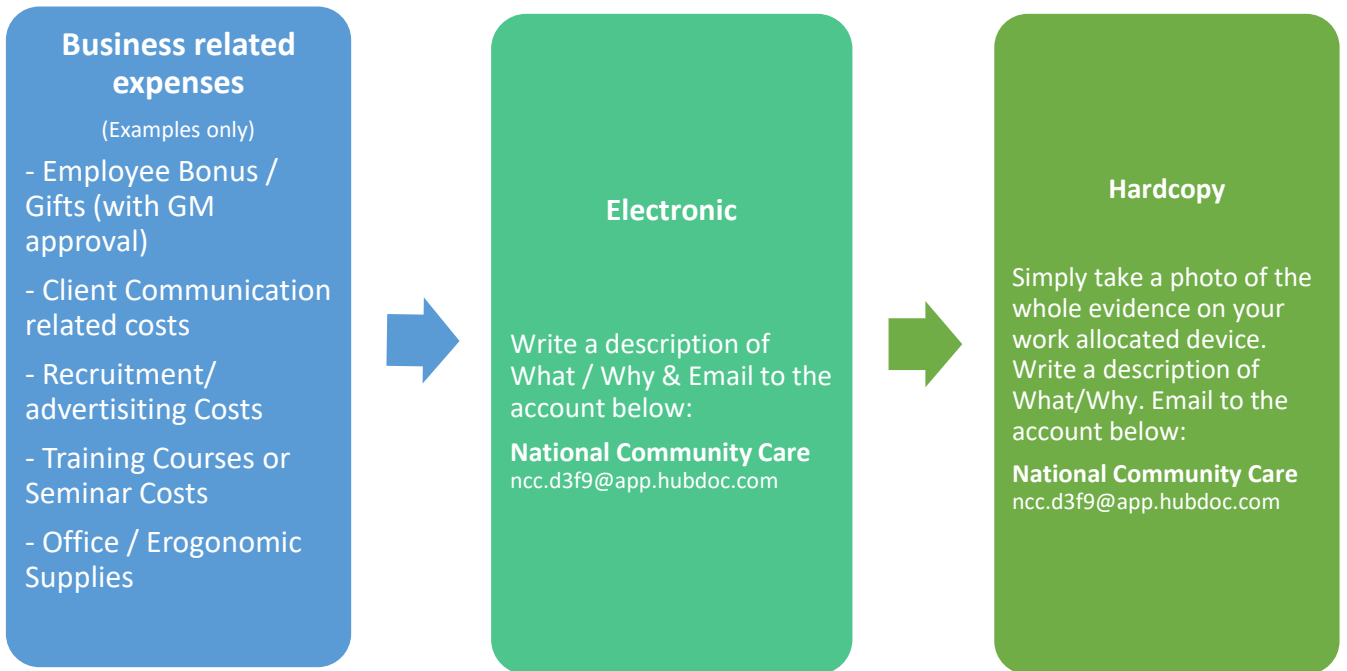 Business related
expenses
(Examples only)
- Employee Bonus /
Gifts (with GM
approval)
- Client Communication
related costs
- Recruitment/
advertisiting Costs
- Training Courses or
Seminar Costs
- Office / Erogonomic
Supplies
Electronic
Write a description of
What / Why & Email to the
account below:
National Community Care
ncc.d3f9@app.hubdoc.com
Hardcopy
Simply take a photo of the
whole evidence on your
work allocated device.
Write a description of
What/Why. Email to the
account below:
National Community Care
ncc.d3f9@app.hubdoc.com